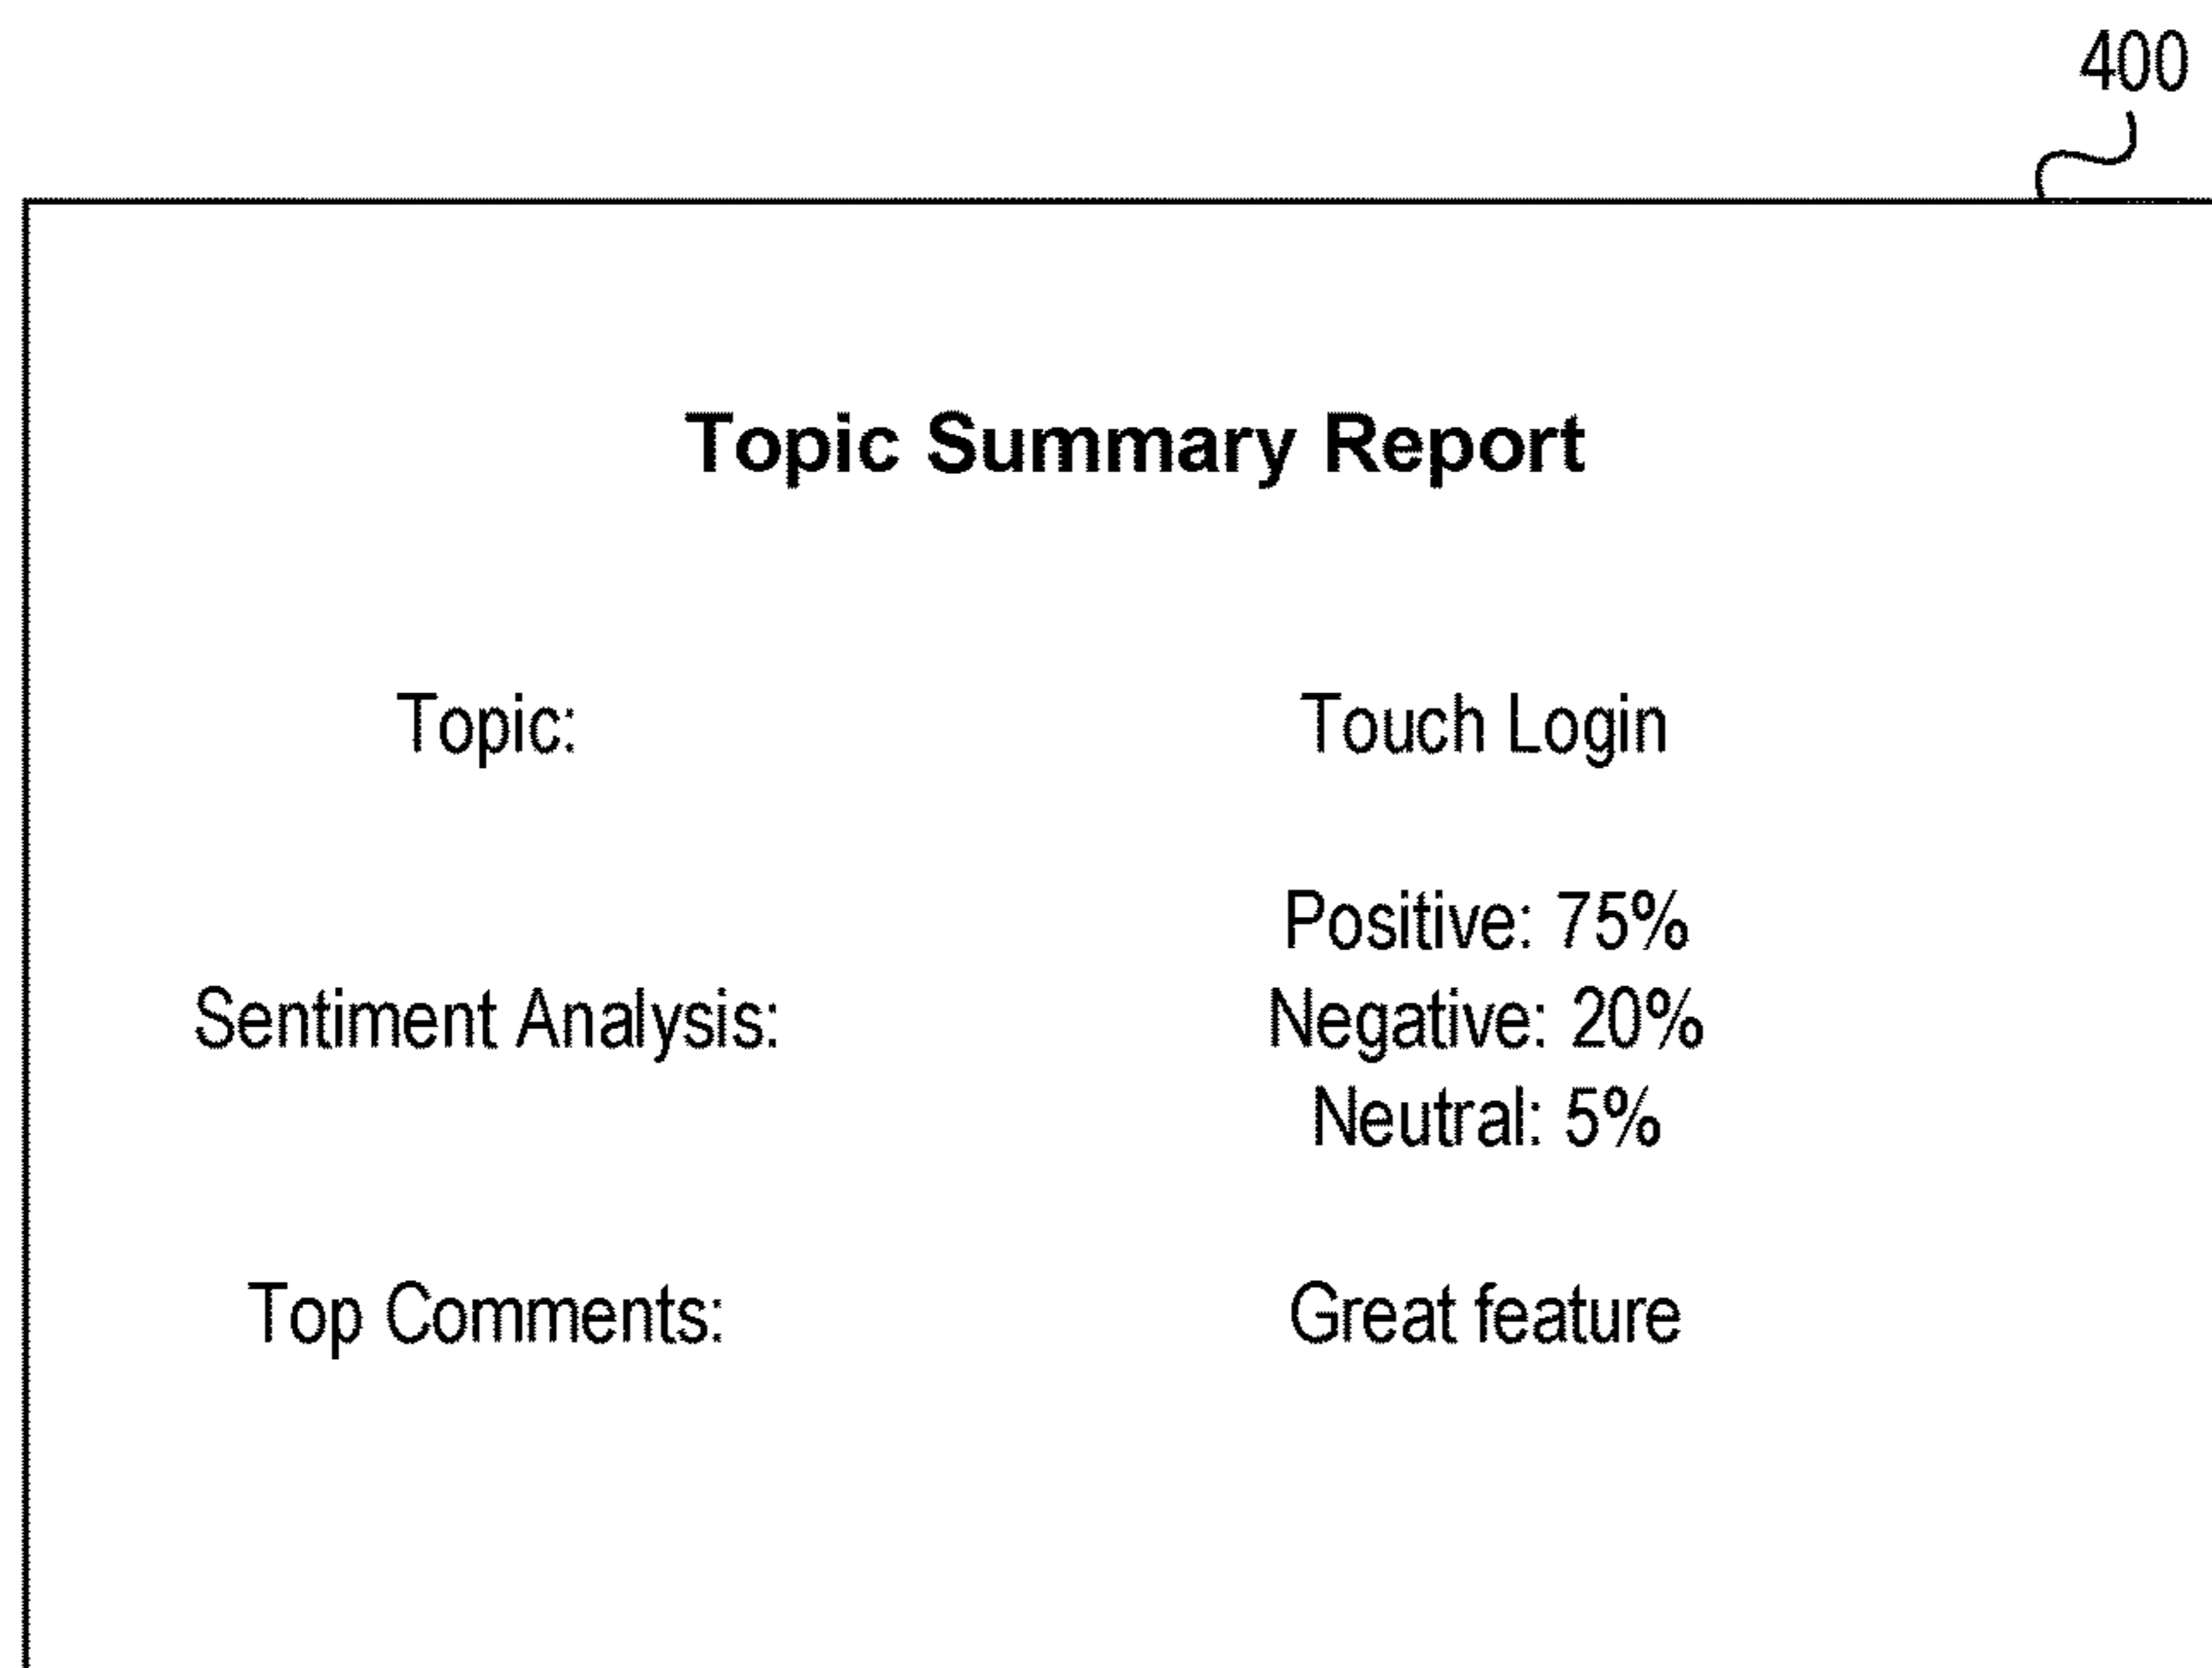 400
Topic Summary Report
Topic: Touch Login
Positive: 75%
Sentiment Analysis: Negative: 20%
Neutral: 5%
Top Comments: Great feature